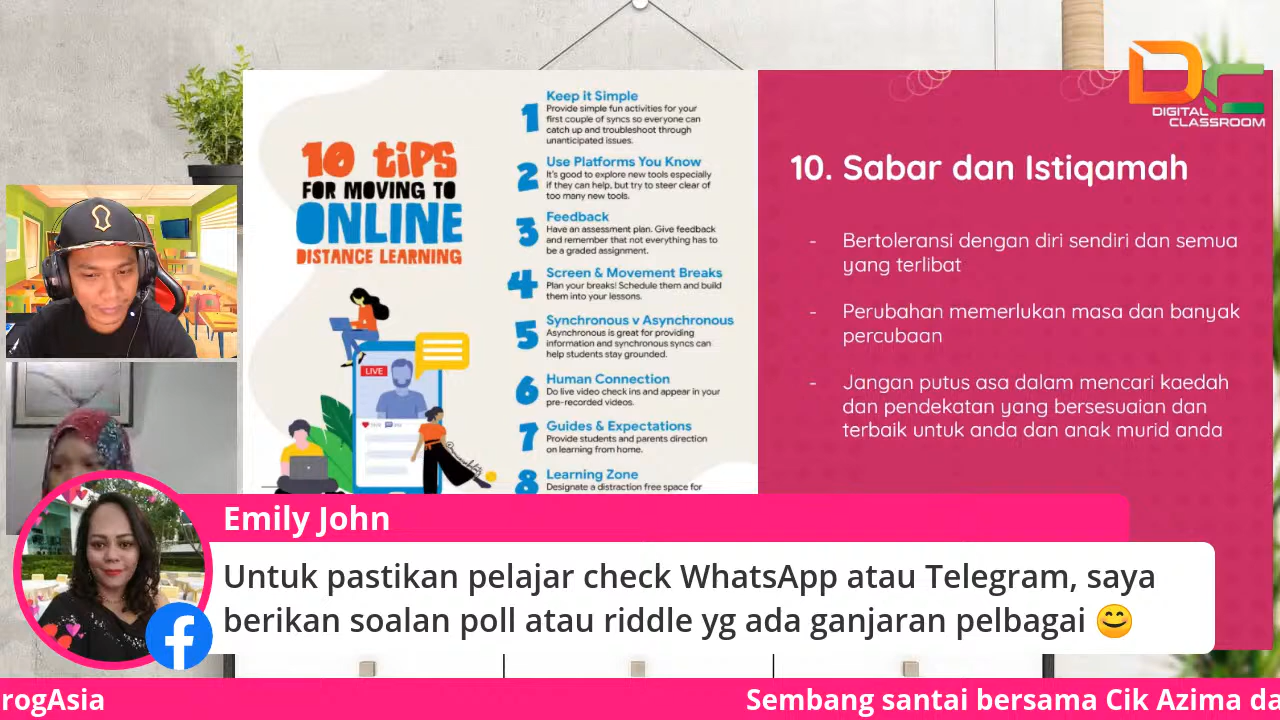 DIGITAL
CLASSROOM
10 TIPS
FOR MOVING TO
ONLINE
DISTANCE LEARNING
LIVE
1
Keep it Simple
Provide simple fun activities for your
first couple of syncs so everyone can
catch up and troubleshoot through
unanticipated issues.
2
Use Platforms You Know
It's good to explore new tools especially
if they can help, but try to steer clear of
too many new tools.
3
Feedback
Have an assessment plan. Give feedback
and remember that not everything has to
be a graded assignment.
4
Screen & Movement Breaks
Plan your breaks! Schedule them and build
them into your lessons.
5
Synchronous v Asynchronous
Asynchronous is great for providing
information and synchronous syncs can
help students stay grounded.
6
Human Connection
Do live video check ins and appear in your
pre-recorded videos.
7
Guides & Expectations
Provide students and parents direction
on learning from home.
8
Learning Zone
Designate a distraction free space for
10. Sabar dan Istiqamah
- Bertoleransi dengan diri sendiri dan semua
yang terlibat
- Perubahan memerlukan masa dan banyak
percubaan
- Jangan putus asa dalam mencari kaedah
dan pendekatan yang bersesuaian dan
terbaik untuk anda dan anak murid anda
Emily John
Untuk pastikan pelajar check WhatsApp atau Telegram, saya
berikan soalan poll atau riddle yg ada ganjaran pelbagai 😊
rogAsia
Sembang santai bersama Cik Azima da